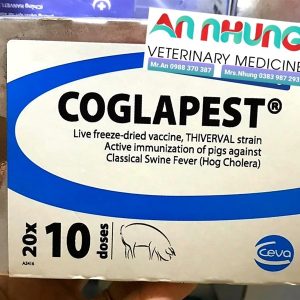 AN NHUNG
VETERINARY MEDICINE
Mr.An 0988 370 387
Mrs.Nhung 0383 987 293
COGLAPEST®
Live freeze-dried vaccine, THIVERVAL strain
Active immunization of pigs against
Classical Swine Fever (Hog Cholera)
20x
10
doses
Ceva